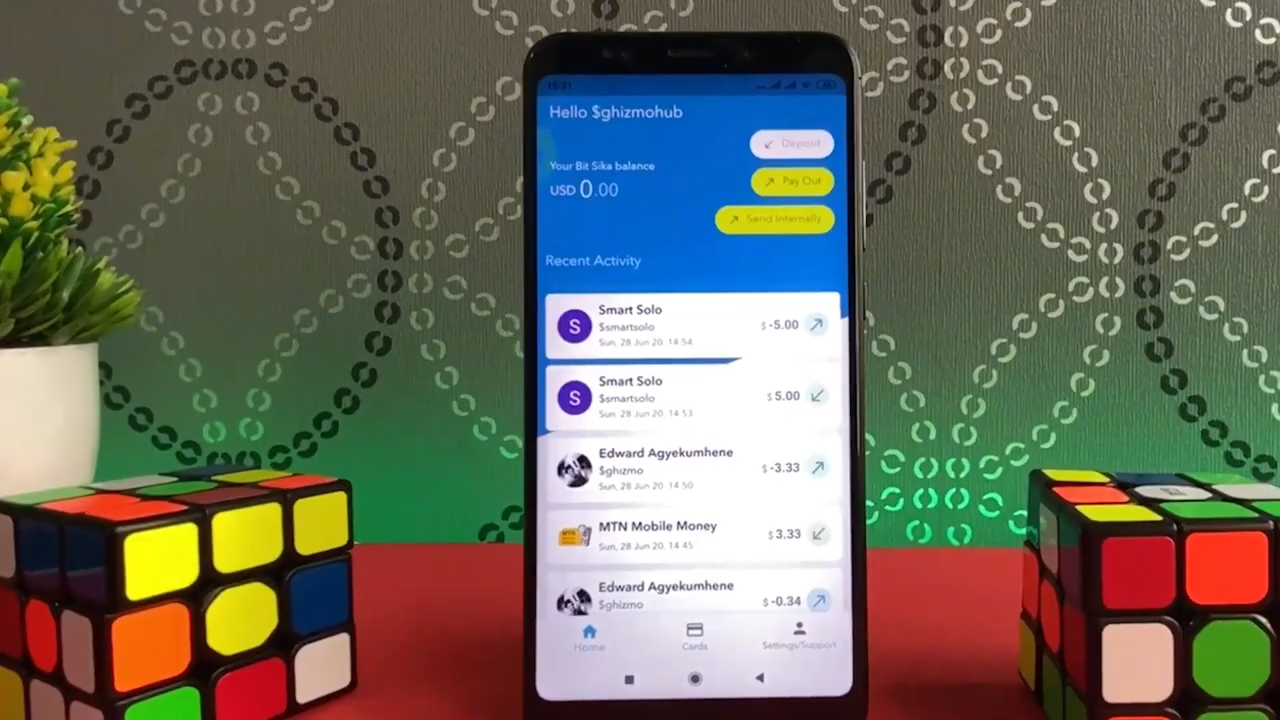 13:31
Hello $ghizmohub
Deposit
Your Bit Sika balance
Pay Out
USD 0.00
Send Internally
Recent Activity
S
Smart Solo
$smartsolo
Sun, 28 Jun 20. 14:54
$ -5.00
S
Smart Solo
$smartsolo
Sun, 28 Jun 20. 14:53
$ 5.00
Edward Agyekumhene
$ghizmo
Sun, 28 Jun 20. 14:50
$ -3.33
MTN
MTN Mobile Money
Sun, 28 Jun 20. 14:45
$ 3.33
Edward Agyekumhene
$ghizmo
$ -0.34
Home
Cards
Settings/Support